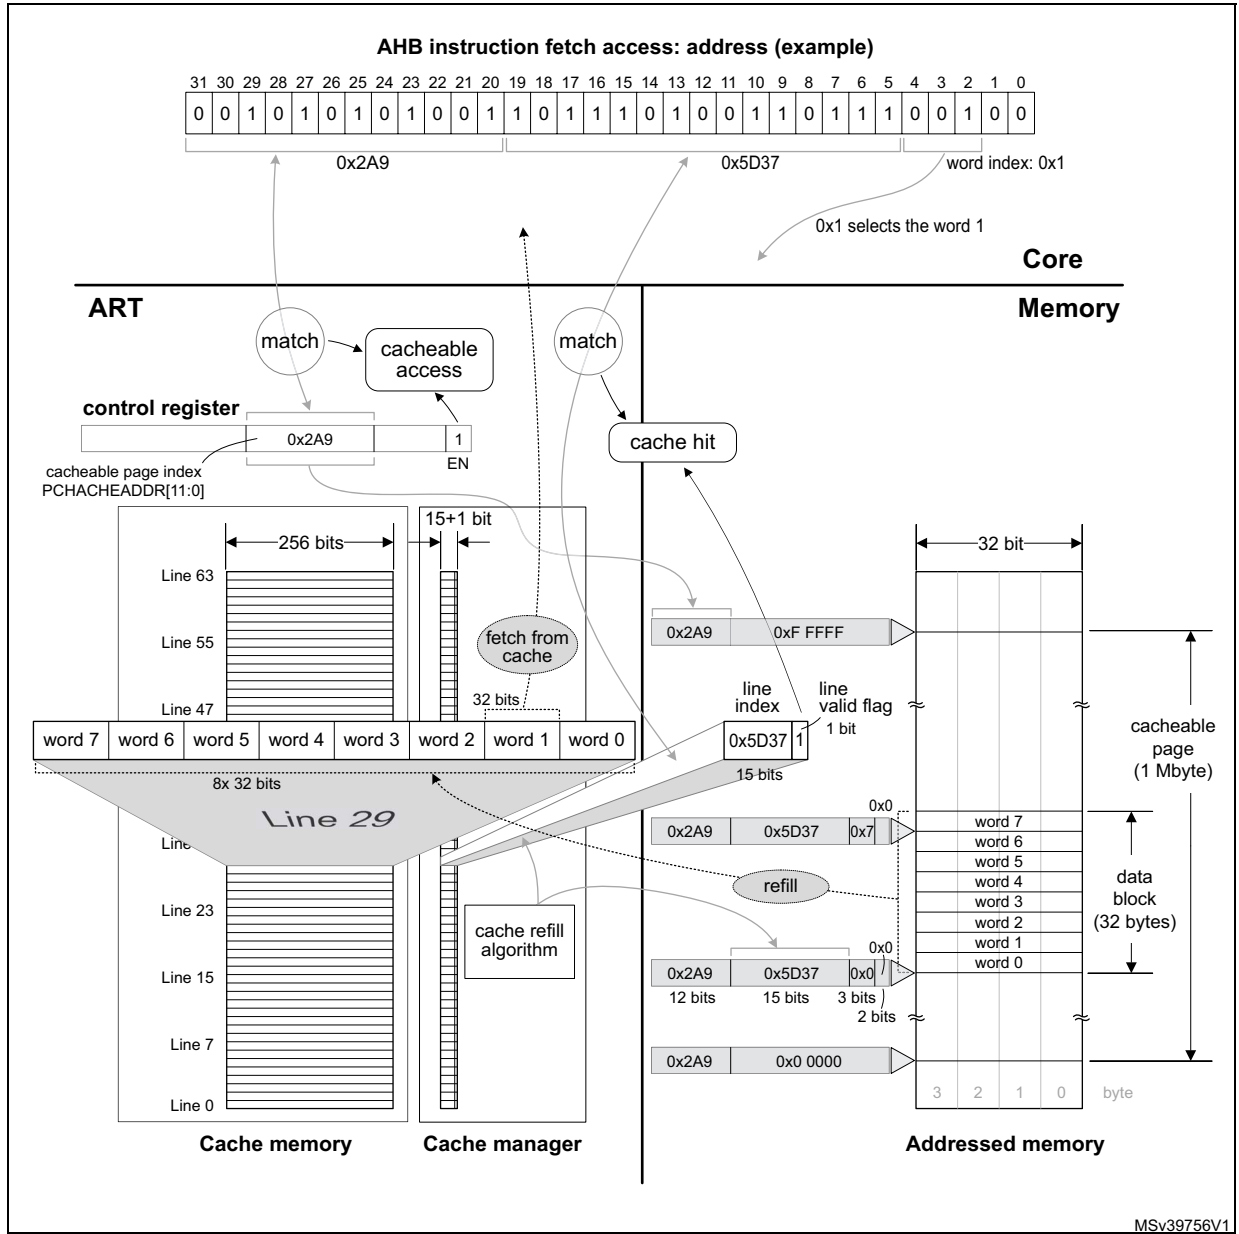 AHB instruction fetch access: address (example)
31 30 29 28 27 26 25 24 23 22 21 20 19 18 17 16 15 14 13 12 11 10 9 8 7 6 5 4 3 2 1 0
0 0 1 0 1 0 1 0 1 0 0 1 1 0 1 1 1 0 1 0 0 1 1 0 1 1 1 0 0 1 0 0
0x2A9
0x5D37
word index: 0x1
0x1 selects the word 1
Core
ART
Memory
match
match
cacheable
access
control register
0x2A9
1
EN
cache hit
cacheable page index
PCHACHEADDR[11:0]
15+1 bit
256 bits
32 bit
Line 63
Line 55
Line 47
fetch from
cache
32 bits
0x2A9
0xF FFFF
line
index
line
valid flag
1 bit
word 7 word 6 word 5 word 4 word 3 word 2 word 1 word 0
0x5D37 1
15 bits
8x 32 bits
Line 29
cacheable
page
(1 Mbyte)
0x0
0x2A9 0x5D37 0x7
word 7
word 6
word 5
word 4
word 3
word 2
word 1
word 0
Line
refill
data
block
(32 bytes)
Line 23
cache refill
algorithm
0x0
Line 15
0x2A9 0x5D37 0x0
12 bits 15 bits 3 bits
2 bits
Line 7
0x2A9 0x0 0000
3 2 1 0 byte
Line 0
Cache memory
Cache manager
Addressed memory
MSv39756V1